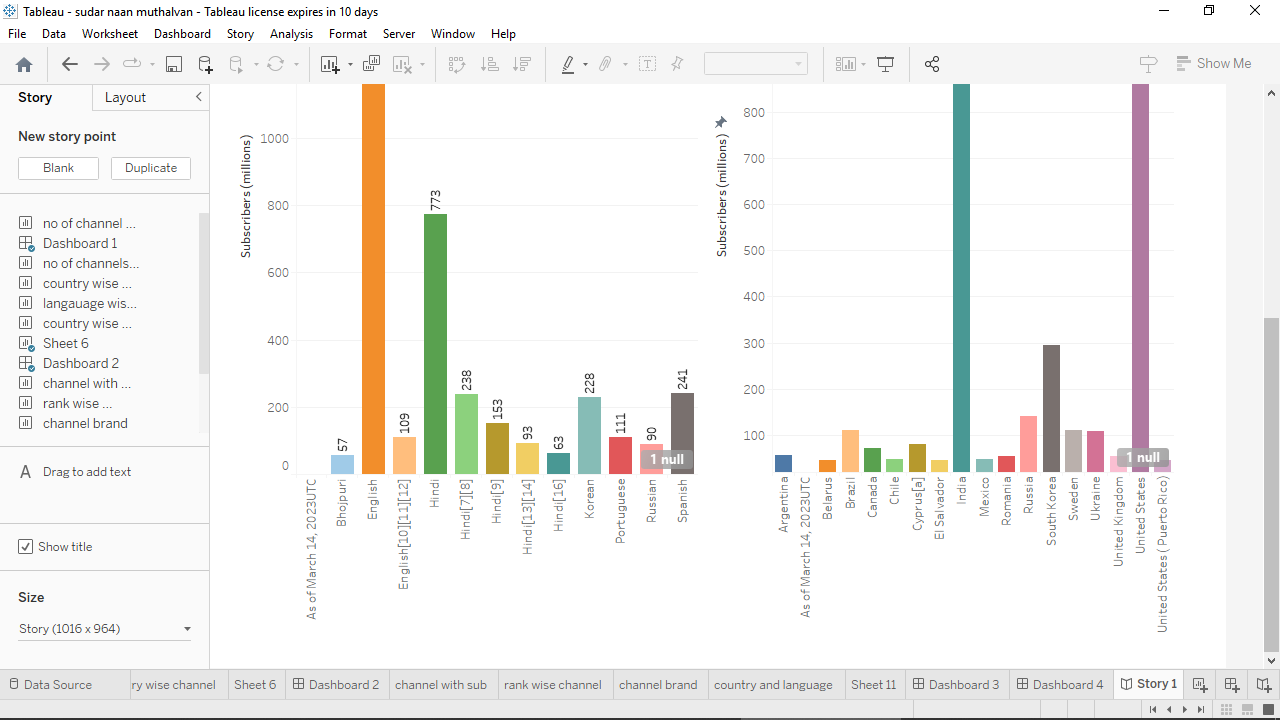 Tableau - sudar naan muthalvan - Tableau license expires in 10 days
File Data Worksheet Dashboard Story Analysis Format Server Window Help
Show Me
Story Layout
New story point
Blank Duplicate
no of channel ...
Dashboard 1
no of channels...
country wise ...
langauage wis...
country wise ...
Sheet 6
Dashboard 2
channel with ...
rank wise ...
channel brand
A Drag to add text
Show title
Size
Story (1016 x 964)
Subscribers (millions)
1000
800
600
400
200
0
57
109
773
238
153
93
63
228
111
90
241
1 null
As of March 14, 2023UTC
Bhojpuri
English
English[10][11][12]
Hindi
Hindi[7][8]
Hindi[9]
Hindi[13][14]
Hindi[16]
Korean
Portuguese
Russian
Spanish
Subscribers (millions)
800
700
600
500
400
300
200
100
1 null
Argentina
As of March 14, 2023UTC
Belarus
Brazil
Canada
Chile
Cyprus[a]
El Salvador
India
Mexico
Romania
Russia
South Korea
Sweden
Ukraine
United Kingdom
United States
United States ( Puerto Rico)
Data Source ry wise channel Sheet 6 Dashboard 2 channel with sub rank wise channel channel brand country and language Sheet 11 Dashboard 3 Dashboard 4 Story 1